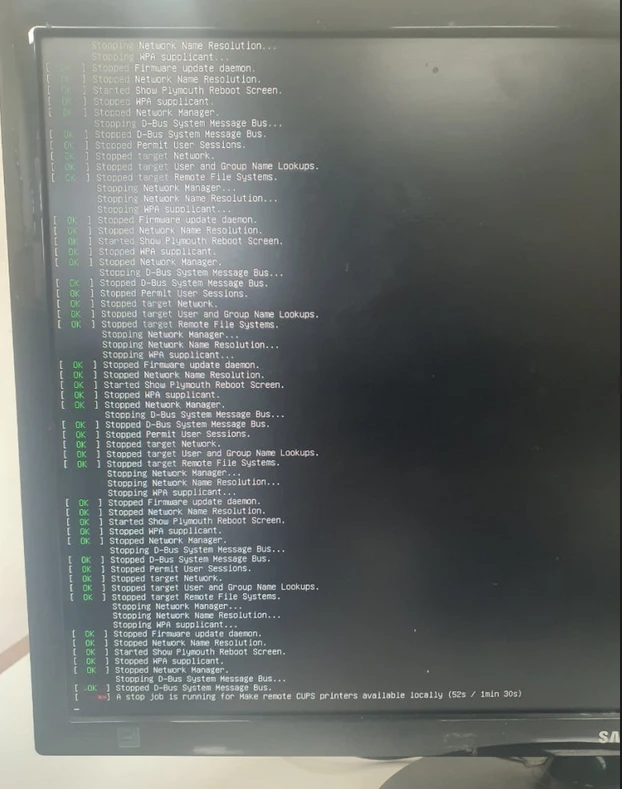 Stopping Network Name Resolution...
Stopping WPA supplicant...
[ OK ] Stopped Firmware update daemon.
[ OK ] Stopped Network Name Resolution.
[ OK ] Started Show Plymouth Reboot Screen.
[ OK ] Stopped WPA supplicant.
[ OK ] Stopped Network Manager.
Stopping D-Bus System Message Bus...
[ OK ] Stopped D-Bus System Message Bus.
[ OK ] Stopped Permit User Sessions.
[ OK ] Stopped target Network.
[ OK ] Stopped target User and Group Name Lookups.
[ OK ] Stopped target Remote File Systems.
Stopping Network Manager...
Stopping Network Name Resolution...
Stopping WPA supplicant...
[ OK ] Stopped Firmware update daemon.
[ OK ] Stopped Network Name Resolution.
[ OK ] Started Show Plymouth Reboot Screen.
[ OK ] Stopped WPA supplicant.
[ OK ] Stopped Network Manager.
Stopping D-Bus System Message Bus...
[ OK ] Stopped D-Bus System Message Bus.
[ OK ] Stopped Permit User Sessions.
[ OK ] Stopped target Network.
[ OK ] Stopped target User and Group Name Lookups.
[ OK ] Stopped target Remote File Systems.
Stopping Network Manager...
Stopping Network Name Resolution...
Stopping WPA supplicant...
[ OK ] Stopped Firmware update daemon.
[ OK ] Stopped Network Name Resolution.
[ OK ] Started Show Plymouth Reboot Screen.
[ OK ] Stopped WPA supplicant.
[ OK ] Stopped Network Manager.
Stopping D-Bus System Message Bus...
[ OK ] Stopped D-Bus System Message Bus.
[ OK ] Stopped Permit User Sessions.
[ OK ] Stopped target Network.
[ OK ] Stopped target User and Group Name Lookups.
[ OK ] Stopped target Remote File Systems.
Stopping Network Manager...
Stopping Network Name Resolution...
Stopping WPA supplicant...
[ OK ] Stopped Firmware update daemon.
[ OK ] Stopped Network Name Resolution.
[ OK ] Started Show Plymouth Reboot Screen.
[ OK ] Stopped WPA supplicant.
[ OK ] Stopped Network Manager.
Stopping D-Bus System Message Bus...
[ OK ] Stopped D-Bus System Message Bus.
[ OK ] Stopped Permit User Sessions.
[ OK ] Stopped target Network.
[ OK ] Stopped target User and Group Name Lookups.
[ OK ] Stopped target Remote File Systems.
Stopping Network Manager...
Stopping Network Name Resolution...
Stopping WPA supplicant...
[ OK ] Stopped Firmware update daemon.
[ OK ] Stopped Network Name Resolution.
[ OK ] Started Show Plymouth Reboot Screen.
[ OK ] Stopped WPA supplicant.
[ OK ] Stopped Network Manager.
Stopping D-Bus System Message Bus...
[ OK ] Stopped D-Bus System Message Bus.
[ **] A stop job is running for Make remote CUPS printers available locally (52s / 1min 30s)
SA